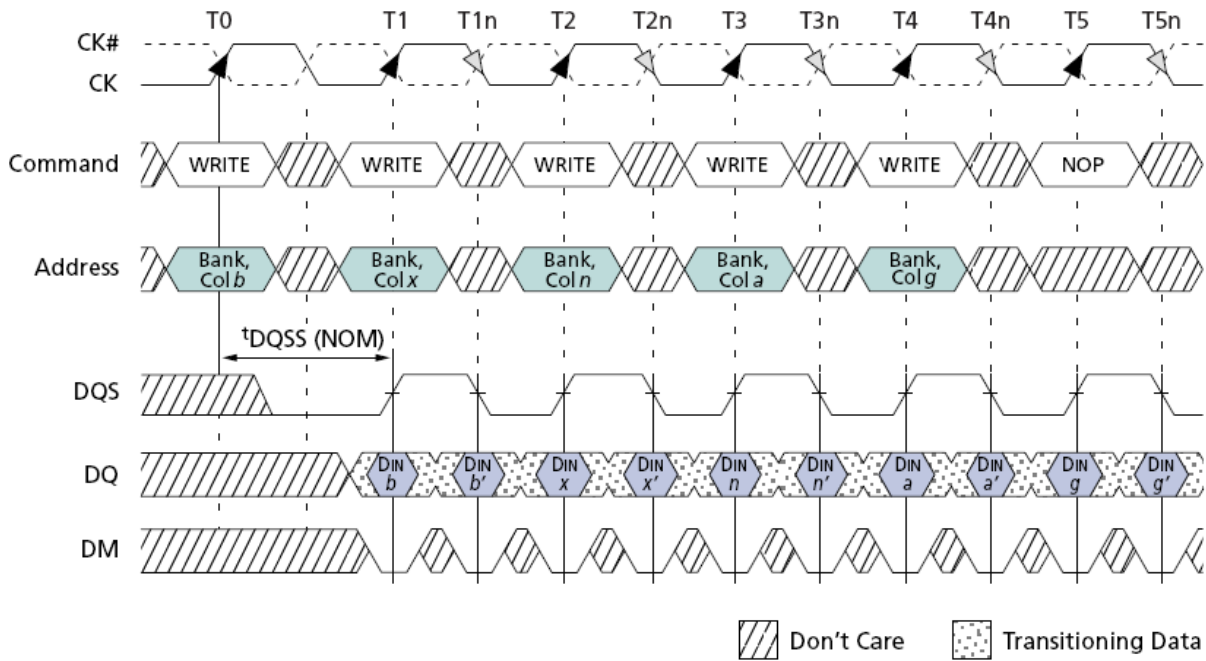 T0 T1 T1n T2 T2n T3 T3n T4 T4n T5 T5n
CK#
CK
Command WRITE WRITE WRITE WRITE WRITE NOP
Address Bank, Col b Bank, Col x Bank, Col n Bank, Col a Bank, Col g
tDQSS (NOM)
DQS
DQ DIN b DIN b' DIN x DIN x' DIN n DIN n' DIN a DIN a' DIN g DIN g'
DM
Don't Care Transitioning Data